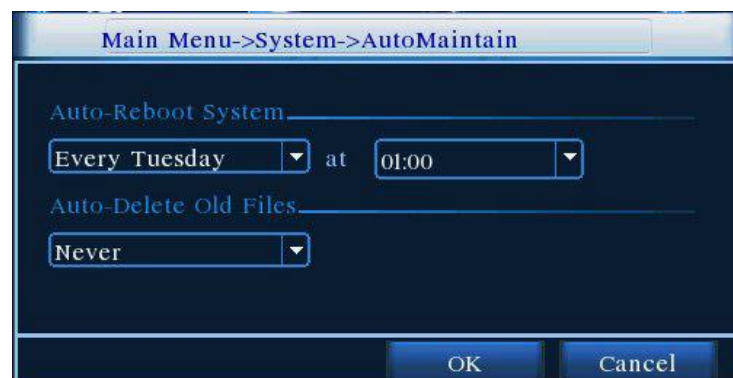 Main Menu->System->AutoMaintain
Auto-Reboot System
Every Tuesday at 01:00
Auto-Delete Old Files
Never
OK Cancel